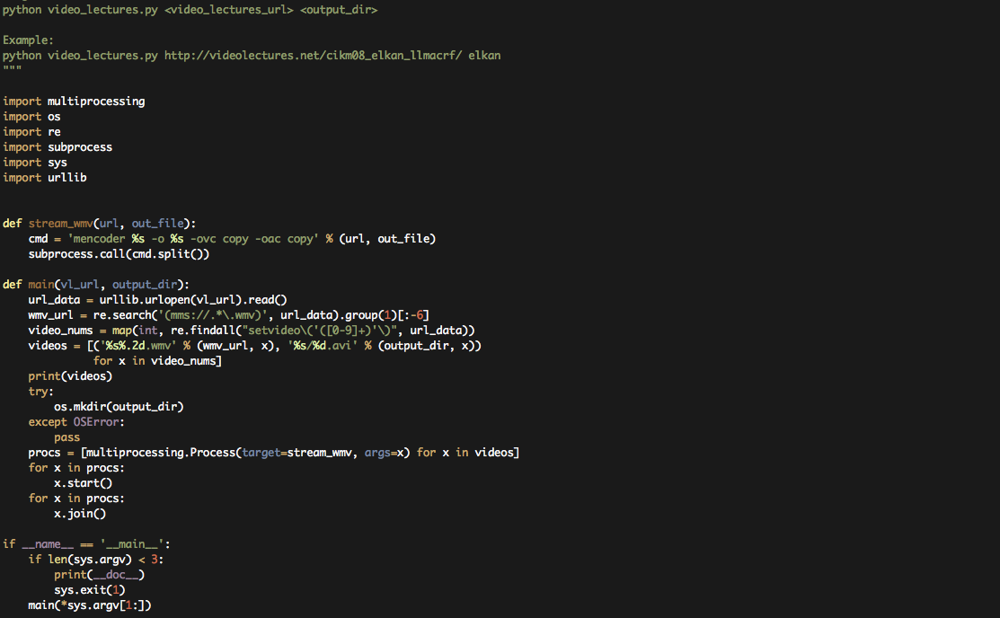 python video_lectures.py <video_lectures_url> <output_dir>

Example:
python video_lectures.py http://videolectures.net/cikm08_elkan_llmacrf/ elkan
"""

import multiprocessing
import os
import re
import subprocess
import sys
import urllib


def stream_wmv(url, out_file):
    cmd = 'mencoder %s -o %s -ovc copy -oac copy' % (url, out_file)
    subprocess.call(cmd.split())

def main(vl_url, output_dir):
    url_data = urllib.urlopen(vl_url).read()
    wmv_url = re.search('(mms://.*\.wmv)', url_data).group(1)[:-6]
    video_nums = map(int, re.findall("setvideo\('([0-9]+)'\)", url_data))
    videos = [('%s%.2d.wmv' % (wmv_url, x), '%s/%d.avi' % (output_dir, x))
              for x in video_nums]
    print(videos)
    try:
        os.mkdir(output_dir)
    except OSError:
        pass
    procs = [multiprocessing.Process(target=stream_wmv, args=x) for x in videos]
    for x in procs:
        x.start()
    for x in procs:
        x.join()

if __name__ == '__main__':
    if len(sys.argv) < 3:
        print(__doc__)
        sys.exit(1)
    main(*sys.argv[1:])